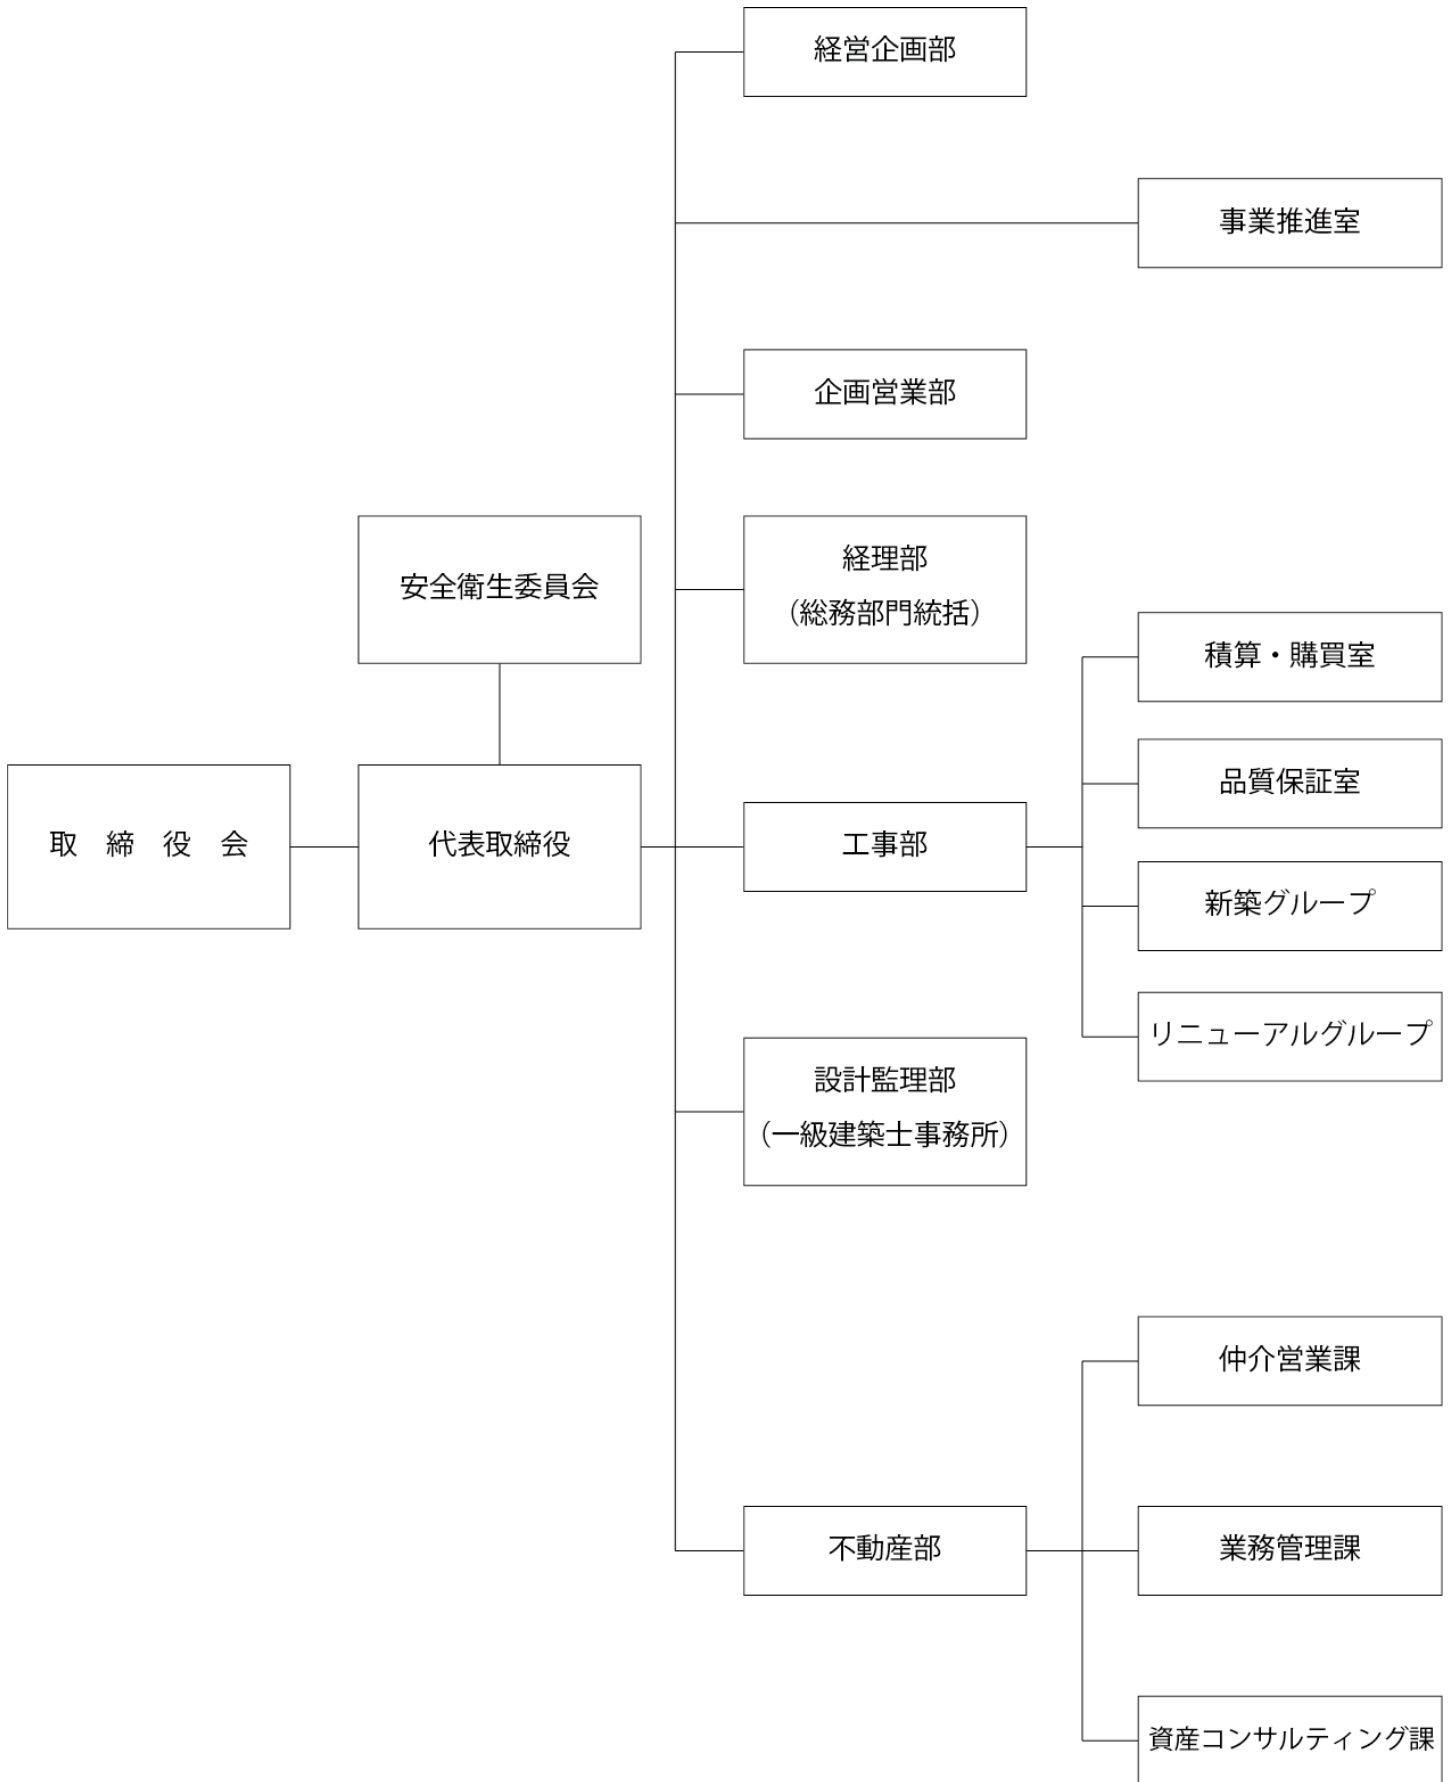 経営企画部
事業推進室
企画営業部
安全衛生委員会
経理部
（総務部門統括）
積算・購買室
品質保証室
取　締　役　会
代表取締役
工事部
新築グループ
リニューアルグループ
設計監理部
（一級建築士事務所）
仲介営業課
不動産部
業務管理課
資産コンサルティング課